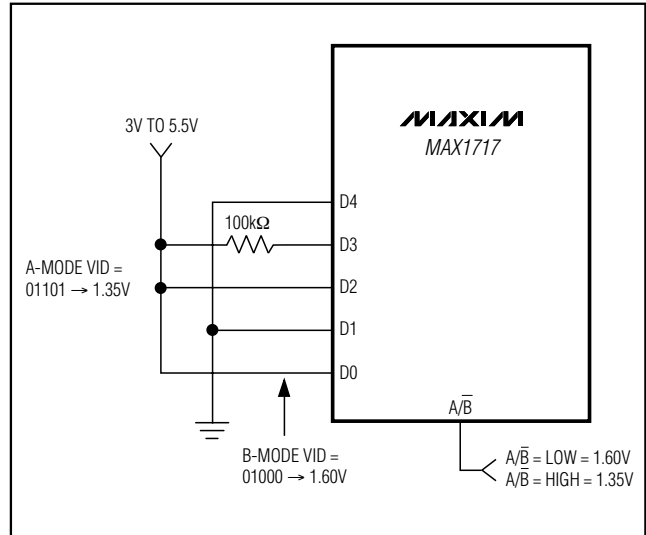 3V TO 5.5V
MAXIM
MAX1717
D4
100kΩ
D3
A-MODE VID =
01101 → 1.35V
D2
D1
D0
A/B̅
B-MODE VID =
01000 → 1.60V
A/B̅ = LOW = 1.60V
A/B̅ = HIGH = 1.35V